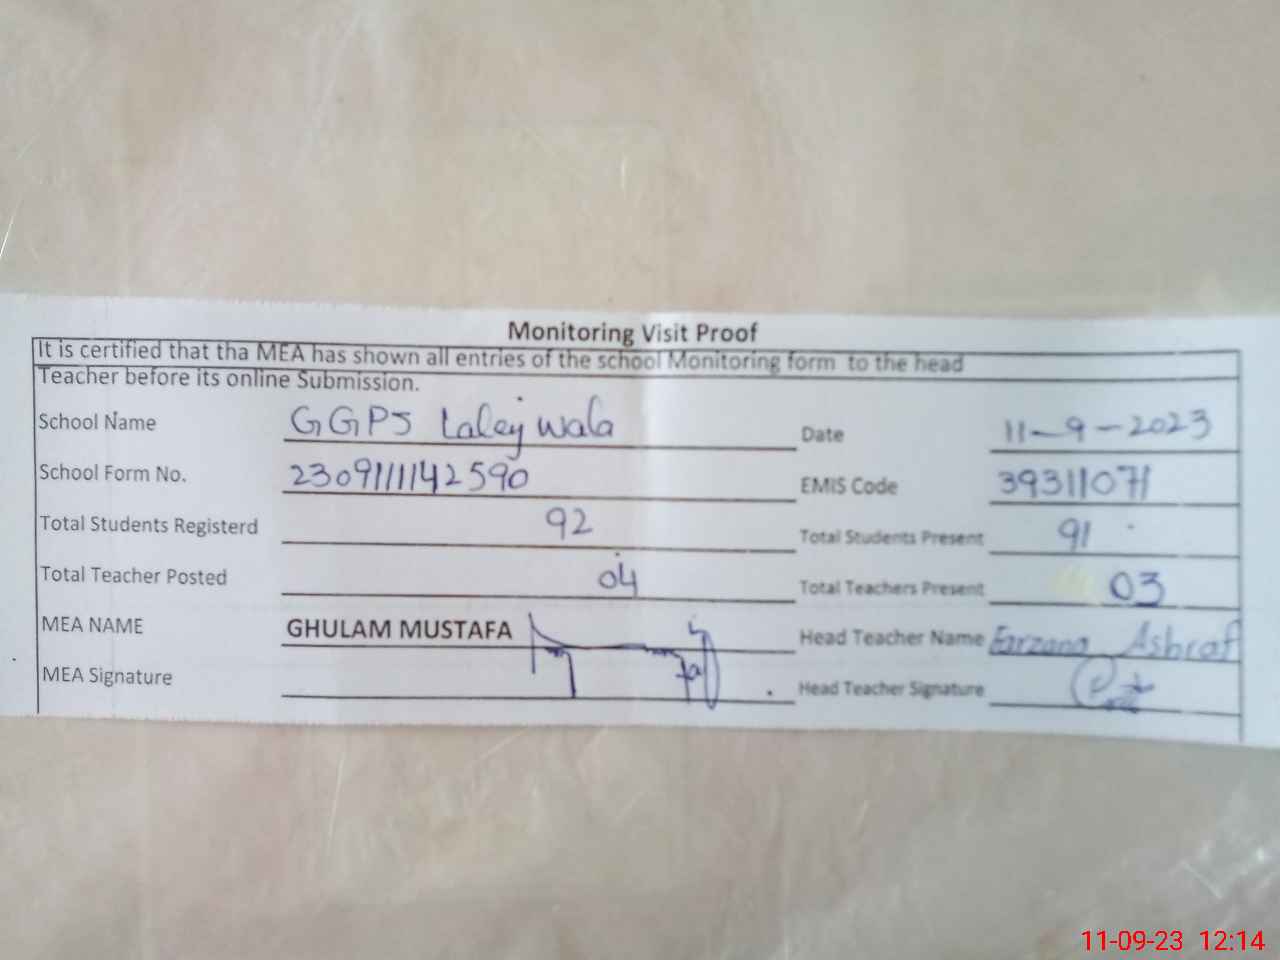 Monitoring Visit Proof
It is certified that tha MEA has shown all entries of the school Monitoring form to the head
Teacher before its online Submission.
School Name GGPS Laleywala Date 11-9-2023
School Form No. 2309111142590 EMIS Code 39311071
Total Students Registerd 92 Total Students Present 91
Total Teacher Posted 04 Total Teachers Present 03
MEA NAME GHULAM MUSTAFA Head Teacher Name Farzana Ashraf
MEA Signature Head Teacher Signature
11-09-23 12:14